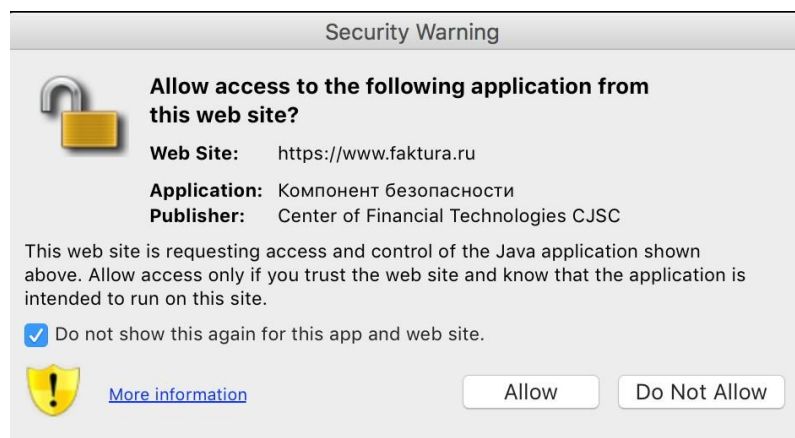 Security Warning
Allow access to the following application from
this web site?
Web Site: https://www.faktura.ru
Application: Компонент безопасности
Publisher: Center of Financial Technologies CJSC
This web site is requesting access and control of the Java application shown
above. Allow access only if you trust the web site and know that the application is
intended to run on this site.
Do not show this again for this app and web site.
More information Allow Do Not Allow